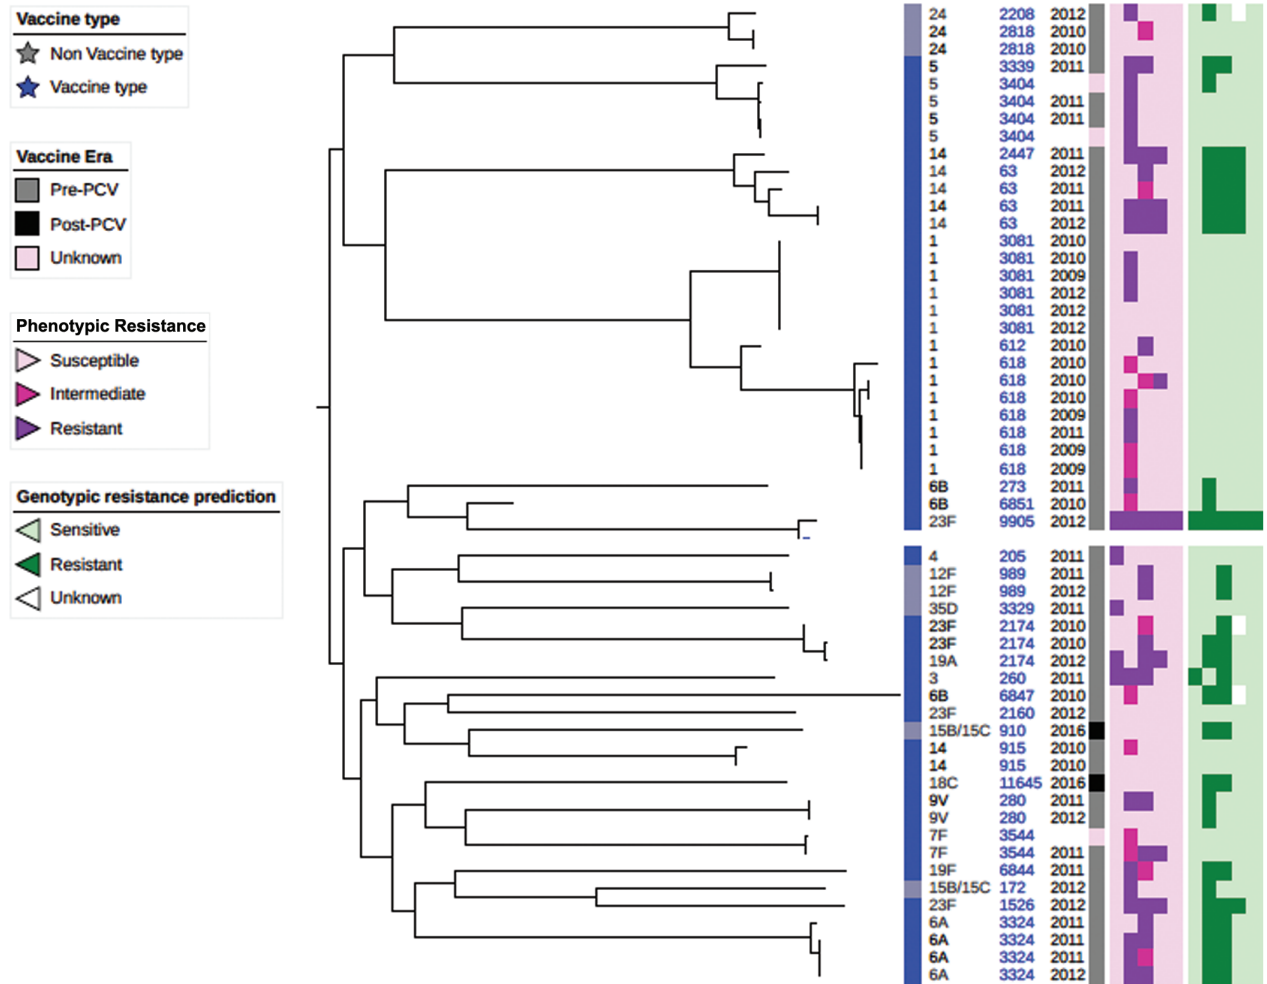 Vaccine type
Non Vaccine type
Vaccine type
Vaccine Era
Pre-PCV
Post-PCV
Unknown
Phenotypic Resistance
Susceptible
Intermediate
Resistant
Genotypic resistance prediction
Sensitive
Resistant
Unknown
24 2208 2012
24 2818 2010
24 2818 2010
5 3339 2011
5 3404
5 3404 2011
5 3404 2011
5 3404
14 2447 2011
14 63 2012
14 63 2011
14 63 2011
14 63 2012
1 3081 2010
1 3081 2010
1 3081 2009
1 3081 2012
1 3081 2012
1 3081 2012
1 612 2010
1 618 2010
1 618 2010
1 618 2010
1 618 2009
1 618 2011
1 618 2009
1 618 2009
6B 273 2011
6B 6851 2010
23F 9905 2012
4 205 2011
12F 989 2011
12F 989 2012
35D 3329 2011
23F 2174 2010
23F 2174 2010
19A 2174 2012
3 260 2011
6B 6847 2010
23F 2160 2012
15B/15C 910 2016
14 915 2010
14 915 2010
18C 11645 2016
9V 280 2011
9V 280 2012
7F 3544
7F 3544 2011
19F 6844 2011
15B/15C 172 2012
23F 1526 2012
6A 3324 2011
6A 3324 2011
6A 3324 2011
6A 3324 2012